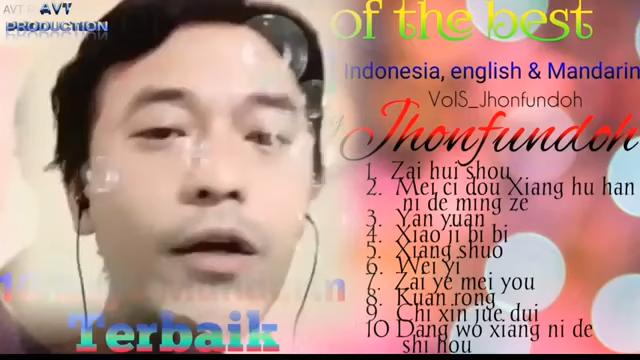 AVT
AVT
PRODUCTION
of the best
Indonesia, english & Mandarin
VolS_Jhonfundoh
Jhonfundoh
1. Zai hui shou
2. Mei ci dou Xiang hu han
ni de ming ze
3. Yan yuan
4. Xiao ji bi bi
5. Xiang shuo
6. Wei yi
7. Zai ye mei you
8. Kuan rong
9. Chi xin jue dui
10 Dang wo xiang ni de
shi hou
Terbaik